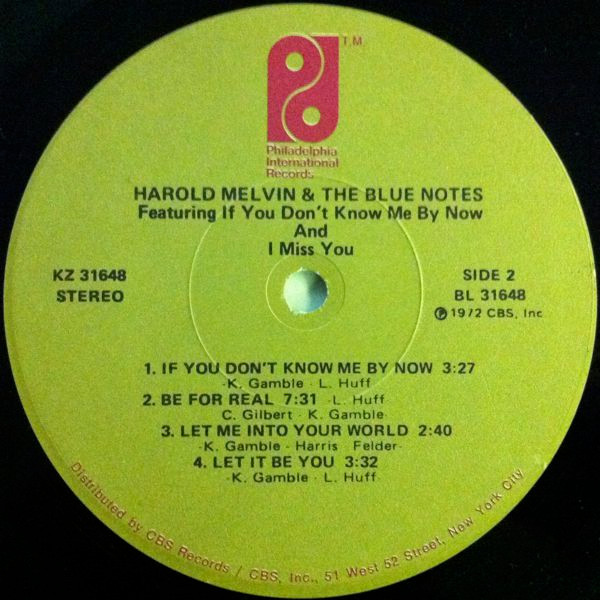 T.M.
Philadelphia
International
Records
HAROLD MELVIN & THE BLUE NOTES
Featuring If You Don't Know Me By Now
And
I Miss You
KZ 31648
STEREO
SIDE 2
BL 31648
℗ 1972 CBS, Inc
1. IF YOU DON'T KNOW ME BY NOW 3:27
-K. Gamble - L. Huff
2. BE FOR REAL 7:31 -L. Huff
C. Gilbert - K. Gamble-
3. LET ME INTO YOUR WORLD 2:40
-K. Gamble - Harris - Felder-
4. LET IT BE YOU 3:32
-K. Gamble - L. Huff-
Distributed by CBS Records / CBS, Inc., 51 West 52 Street, New York City